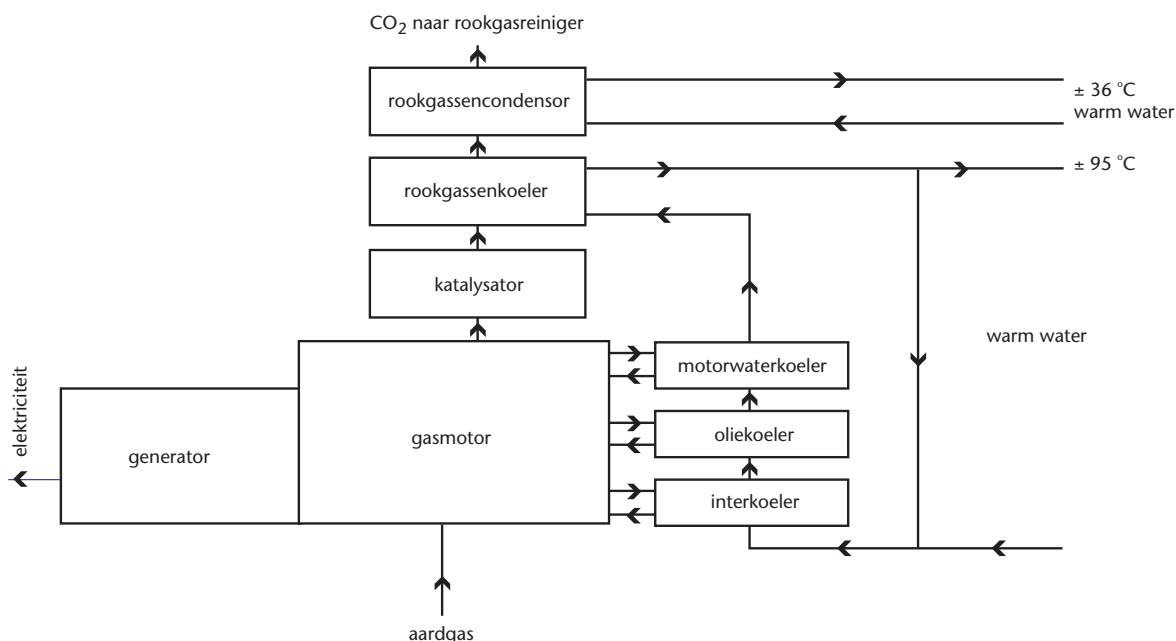 CO2 naar rookgasreiniger
rookgassencondensor
± 36 °C
warm water
rookgassenkoeler
± 95 °C
katalysator
warm water
motorwaterkoeler
elektriciteit
oliekoeler
gasmotor
generator
interkoeler
aardgas